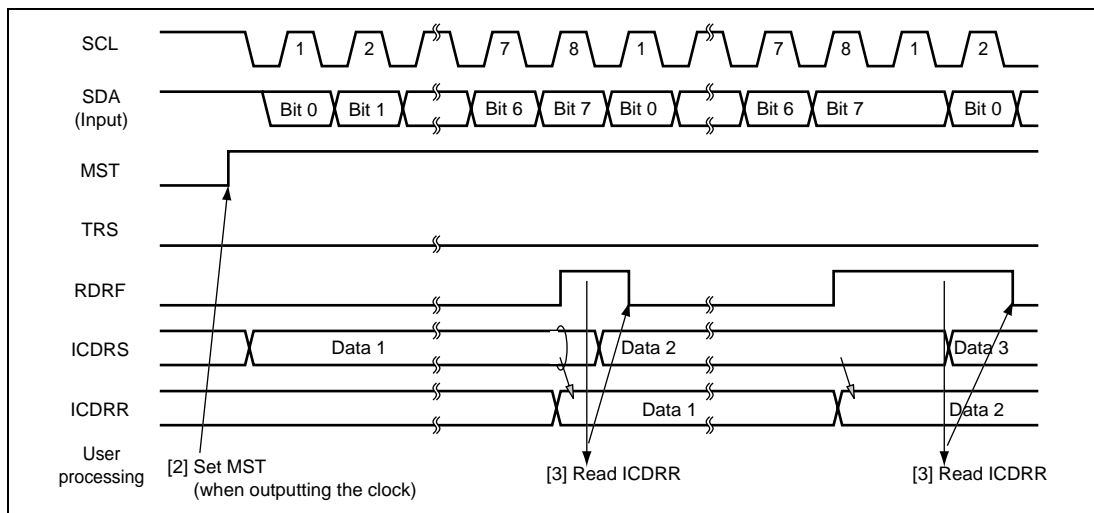 SCL 1 2 7 8 1 7 8 1 2
SDA
(Input)
Bit 0 Bit 1 Bit 6 Bit 7 Bit 0 Bit 6 Bit 7 Bit 0
MST
TRS
RDRF
ICDRS Data 1 Data 2 Data 3
ICDRR Data 1 Data 2
User
processing
[2] Set MST
(when outputting the clock)
[3] Read ICDRR
[3] Read ICDRR